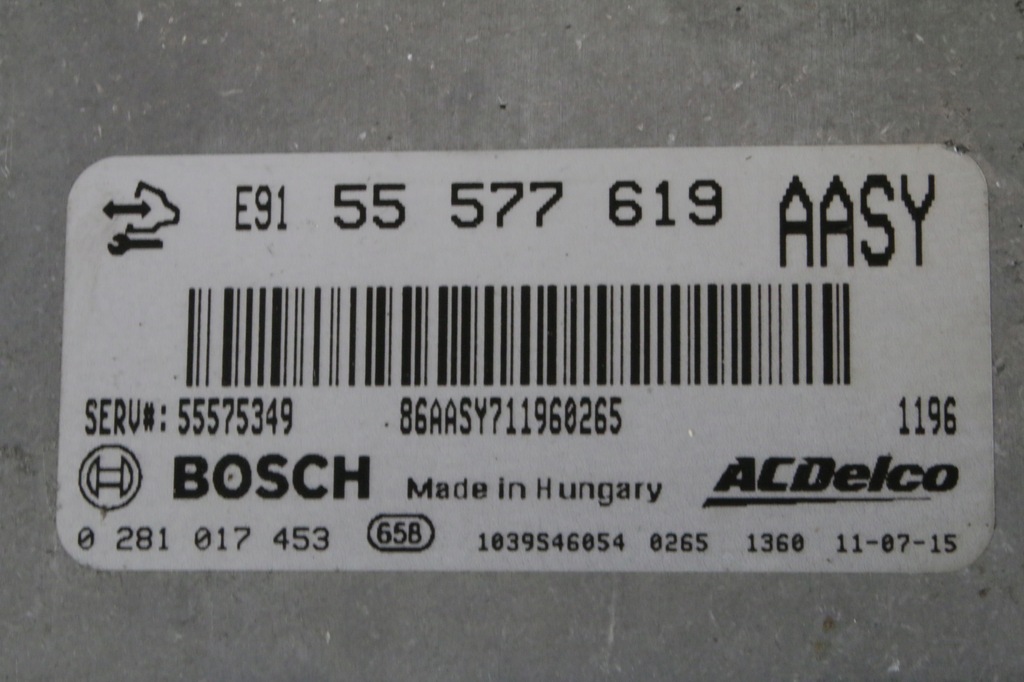 E91 55 577 619 AASY
SERV#: 55575349 86AASY711960265 1196
BOSCH Made in Hungary ACDelco
0 281 017 453 65B 1039S46054 0265 1360 11-07-15